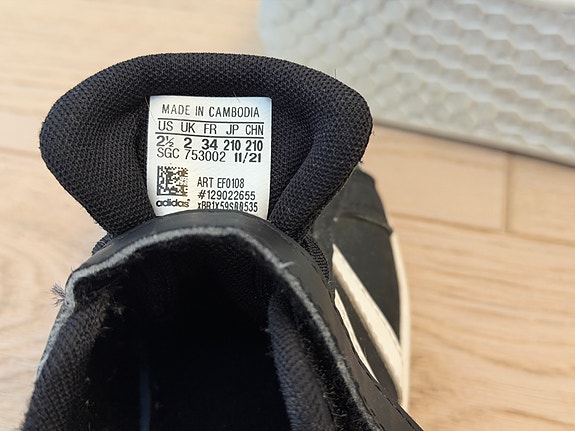 MADE IN CAMBODIA
US UK FR JP CHN
2½ 2 34 210 210
SGC 753002 11/21
ART EF0108
#129022655
adidas